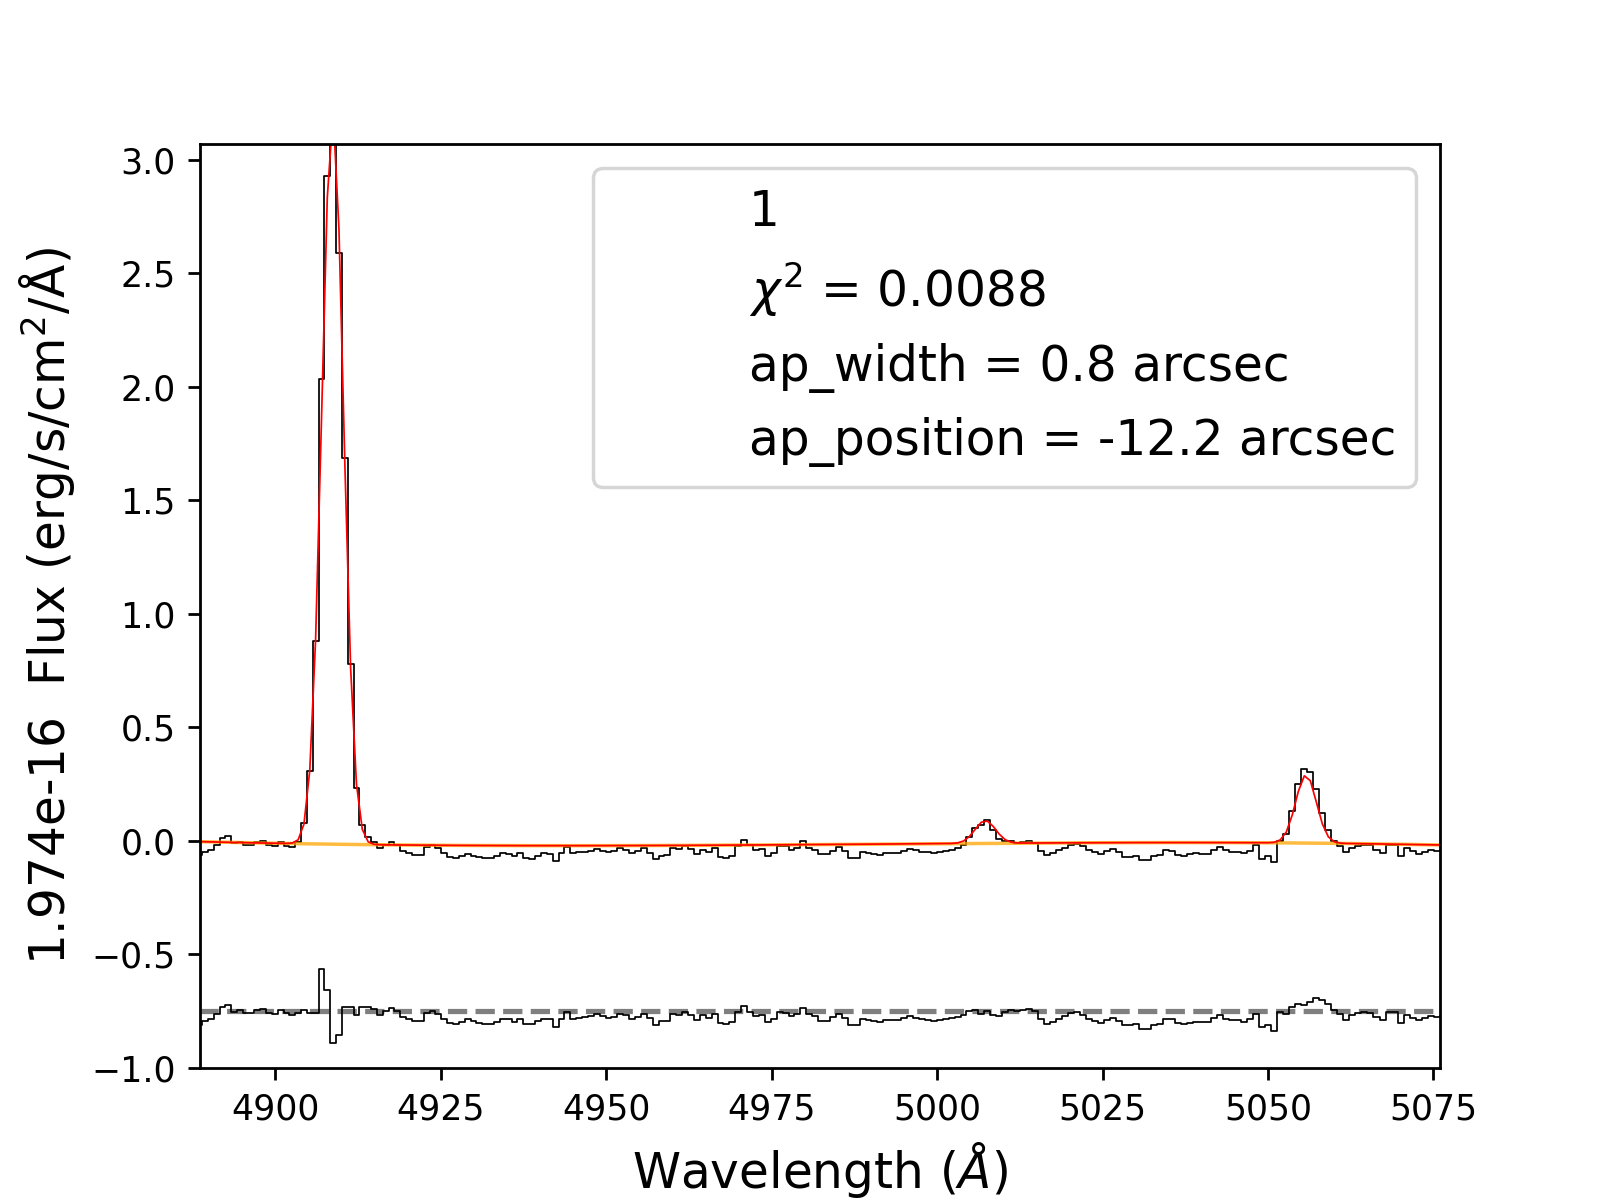 1
χ² = 0.0088
ap_width = 0.8 arcsec
ap_position = -12.2 arcsec
3.0
2.5
2.0
1.5
1.0
0.5
0.0
−0.5
−1.0
1.974e-16 Flux (erg/s/cm²/Å)
4900 4925 4950 4975 5000 5025 5050 5075
Wavelength (Å)